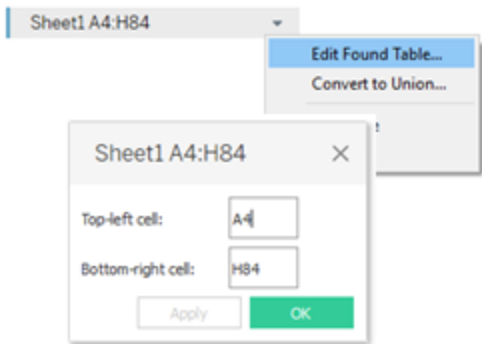 Sheet1 A4:H84
Edit Found Table...
Convert to Union...
Sheet1 A4:H84
Top-left cell:
A4
Bottom-right cell:
H84
Apply
OK